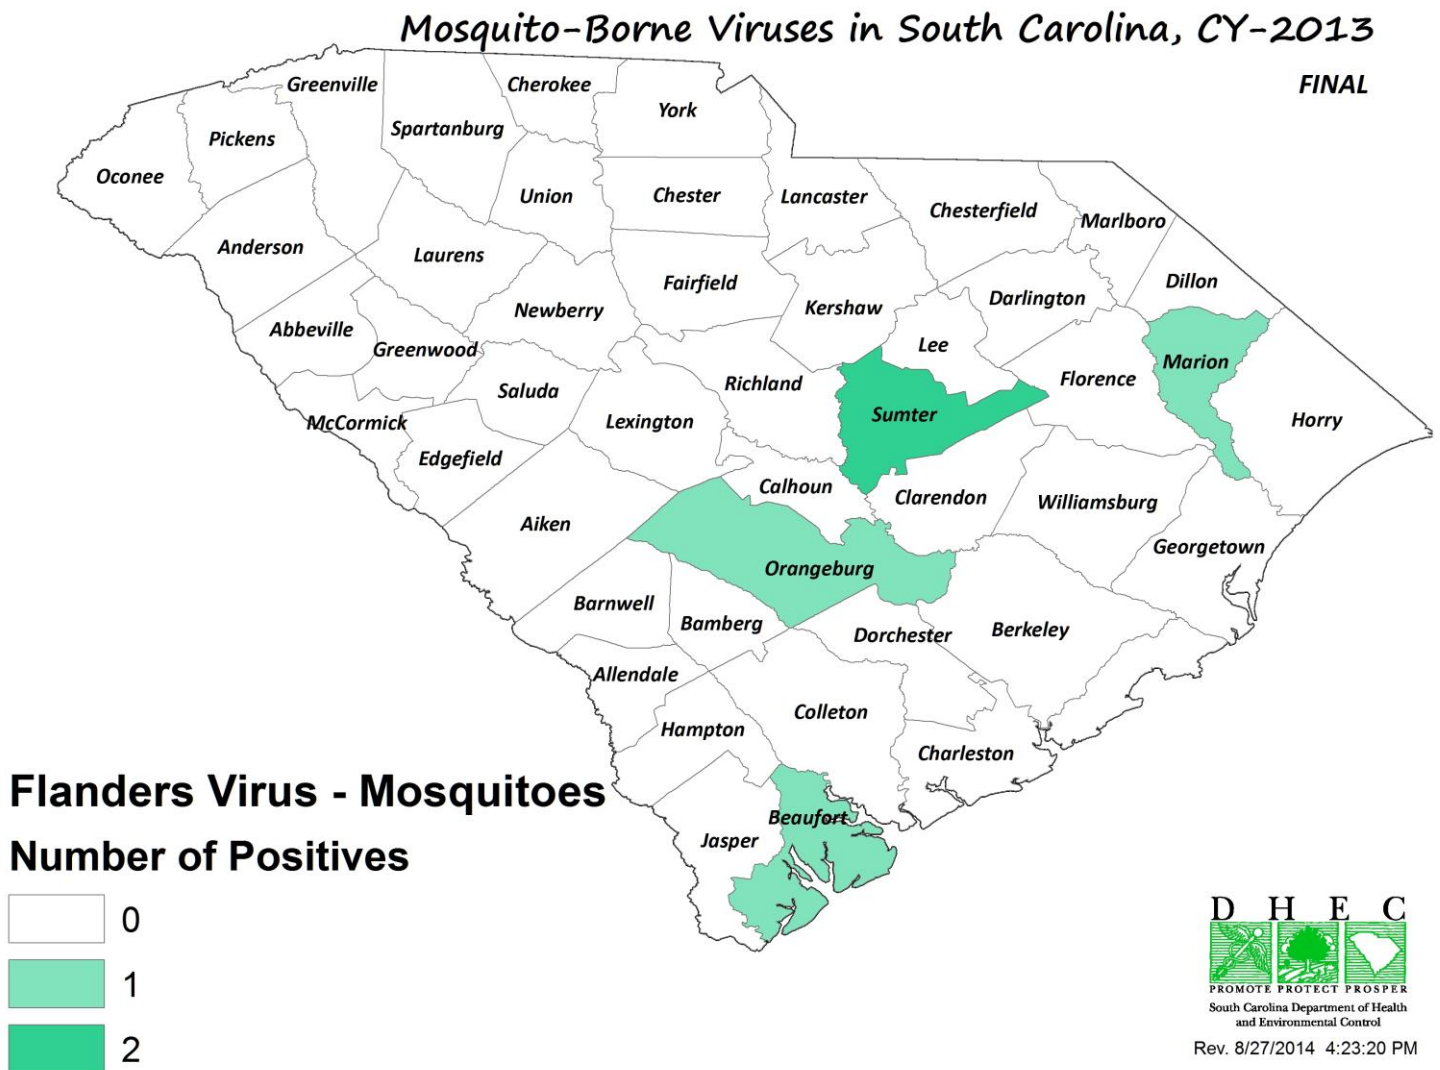 Mosquito-Borne Viruses in South Carolina, CY-2013
FINAL
Greenville
Cherokee
York
Spartanburg
Pickens
Oconee
Union
Chester
Lancaster
Chesterfield
Marlboro
Anderson
Laurens
Fairfield
Dillon
Newberry
Kershaw
Darlington
Abbeville
Greenwood
Lee
Marion
Saluda
Richland
Florence
McCormick
Lexington
Sumter
Horry
Edgefield
Calhoun
Clarendon
Williamsburg
Aiken
Georgetown
Orangeburg
Barnwell
Bamberg
Dorchester
Berkeley
Allendale
Hampton
Colleton
Charleston
Beaufort
Jasper
Flanders Virus - Mosquitoes
Number of Positives
0
1
2
D H E C
PROMOTE PROTECT PROSPER
South Carolina Department of Health
and Environmental Control
Rev. 8/27/2014 4:23:20 PM